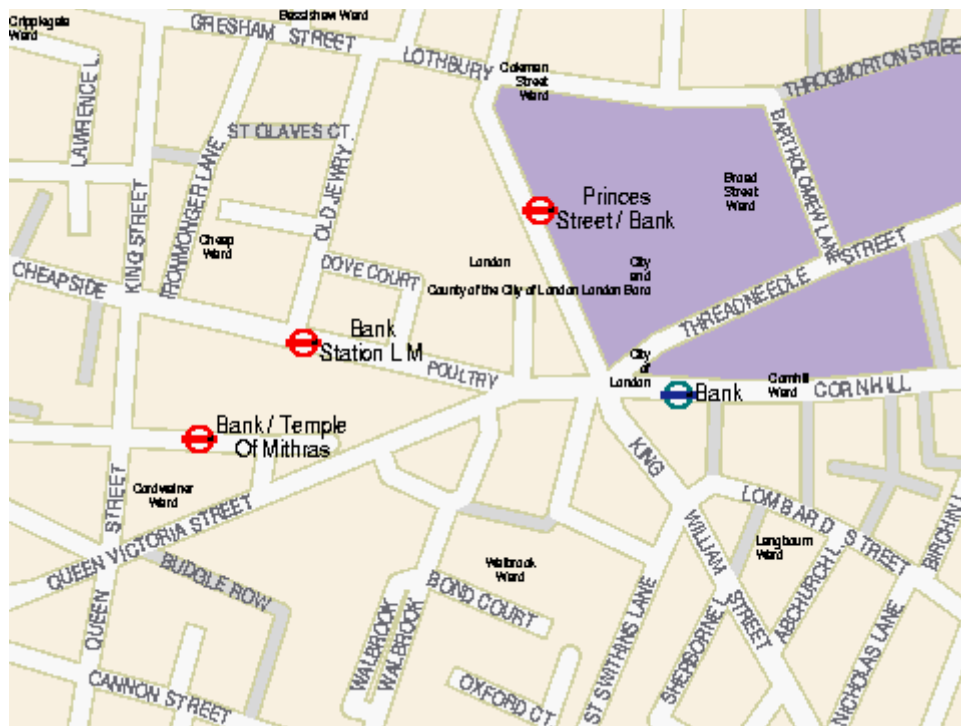 Bassishaw Ward
Cripplegate
Ward
GRESHAM STREET
LOTHBURY
Coleman
Street
Ward
THROGMORTON STREET
LAWRENCE L.
ST OLAVES CT.
BARTHOLOMEW LANE
IRONMONGER LANE
OLD JEWRY
KING STREET
Princes
Street / Bank
Broad
Street
Ward
Cheap
Ward
DOVE COURT
London
City
and
County of the City of London London Boro
THREADNEEDLE STREET
CHEAPSIDE
Bank
Station L M
POULTRY
City
of
London
Bank
Cornhill
Ward
CORNHILL
Bank / Temple
Of Mithras
KING WILLIAM STREET
Cordwainer
Ward
QUEEN STREET
QUEEN VICTORIA STREET
LOMBARD STREET
BUDGLE ROW
Walbrook
Ward
Langbourn
Ward
BIRCHIN L
BOND COURT
WALBROOK
WALBROOK
ST SWITHINS LANE
SHERBORNE L
ABCHURCH L.
NICHOLAS LANE
CANNON STREET
OXFORD CT.